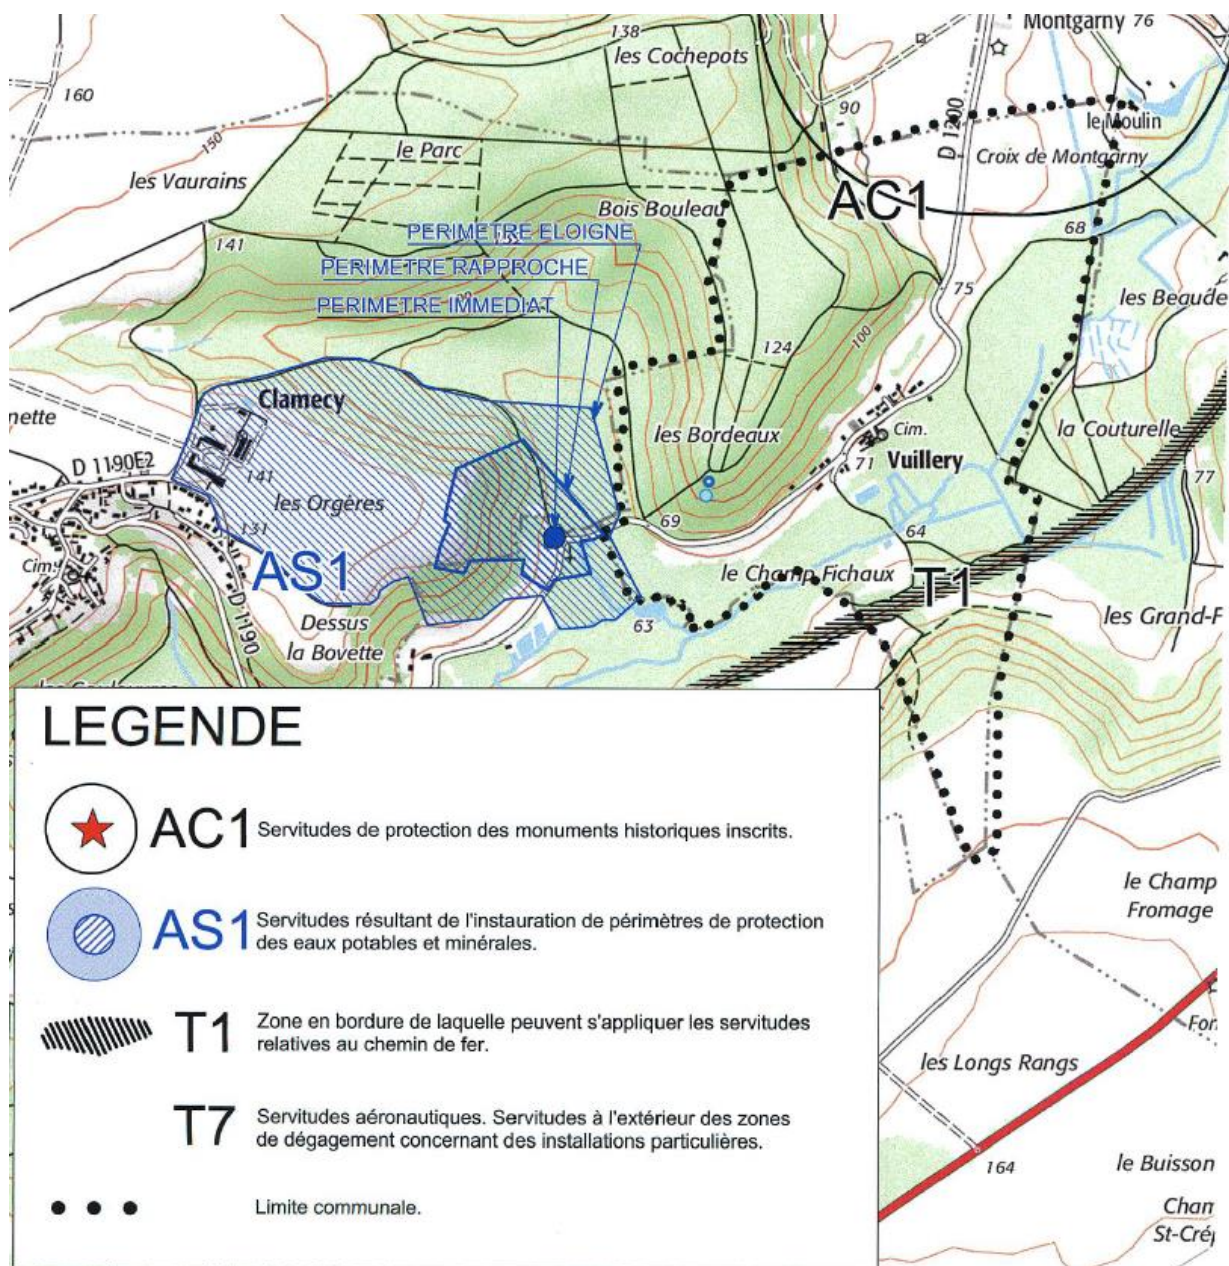 Montgarny 76
138
les Cochepots
160
90
le Moulin
150
le Parc
D 1200
Croix de Montgarny
les Vaurains
AC1
Bois Bouleau
68
141
PERIMETRE ELOIGNE
PERIMETRE RAPPROCHE
75
les Beaude
PERIMETRE IMMEDIAT
124
100
Clamecy
nette
les Bordeaux
Cim.
la Couturelle
D 1190E2
Vuillery
71
77
141
les Orgères
69
131
64
Cim.
AS1
le Champ Fichaux
T1
D 1190
Dessus
la Bovette
63
les Grand-F
LEGENDE
AC1 Servitudes de protection des monuments historiques inscrits.
AS1 Servitudes résultant de l'instauration de périmètres de protection
des eaux potables et minérales.
T1 Zone en bordure de laquelle peuvent s'appliquer les servitudes
relatives au chemin de fer.
T7 Servitudes aéronautiques. Servitudes à l'extérieur des zones
de dégagement concernant des installations particulières.
Limite communale.
le Champ
Fromage
Fon
les Longs Rangs
164
le Buisson
Cham
St-Crép